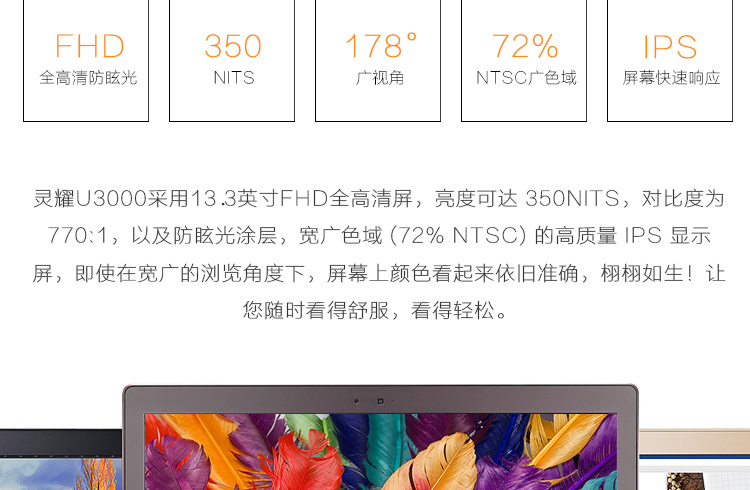 FHD
全高清防眩光
350
NITS
178°
广视角
72%
NTSC广色域
IPS
屏幕快速响应
灵耀U3000采用13.3英寸FHD全高清屏，亮度可达 350NITS，对比度为
770:1，以及防眩光涂层，宽广色域 (72% NTSC) 的高质量 IPS 显示
屏，即使在宽广的浏览角度下，屏幕上颜色看起来依旧准确，栩栩如生！让
您随时看得舒服，看得轻松。